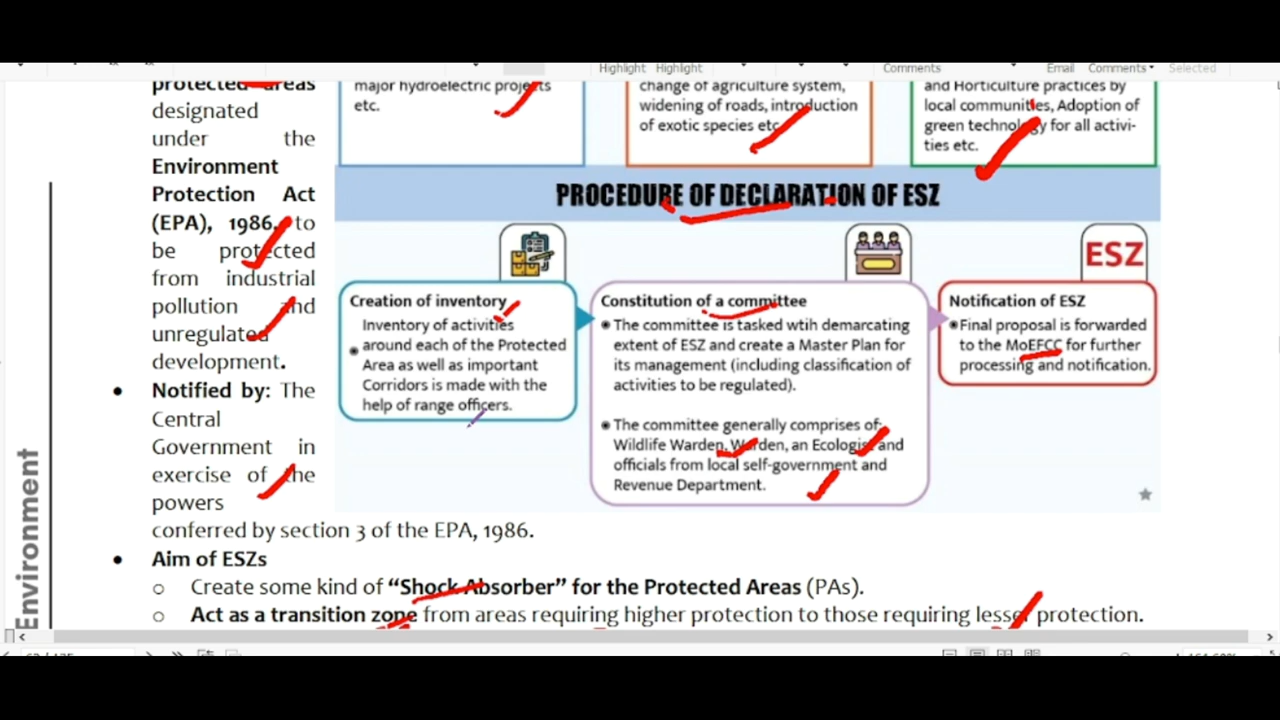 Highlight Highlight Comments Email Comments Selected
protected areas
designated
under the
Environment
Protection Act
(EPA), 1986, to
be protected
from industrial
pollution and
unregulated
development.
• Notified by: The
Central
Government in
exercise of the
powers
conferred by section 3 of the EPA, 1986.
major hydroelectric projects
etc.
change of agriculture system,
widening of roads, introduction
of exotic species etc.
and Horticulture practices by
local communities, Adoption of
green technology for all activi-
ties etc.
PROCEDURE OF DECLARATION OF ESZ
Creation of inventory
• Inventory of activities
around each of the Protected
Area as well as important
Corridors is made with the
help of range officers.
Constitution of a committee
• The committee is tasked wtih demarcating
extent of ESZ and create a Master Plan for
its management (including classification of
activities to be regulated).
• The committee generally comprises of:
Wildlife Warden, Warden, an Ecologist and
officials from local self-government and
Revenue Department.
ESZ
Notification of ESZ
• Final proposal is forwarded
to the MoEFCC for further
processing and notification.
• Aim of ESZs
o Create some kind of “Shock Absorber” for the Protected Areas (PAs).
o Act as a transition zone from areas requiring higher protection to those requiring lesser protection.
Environment